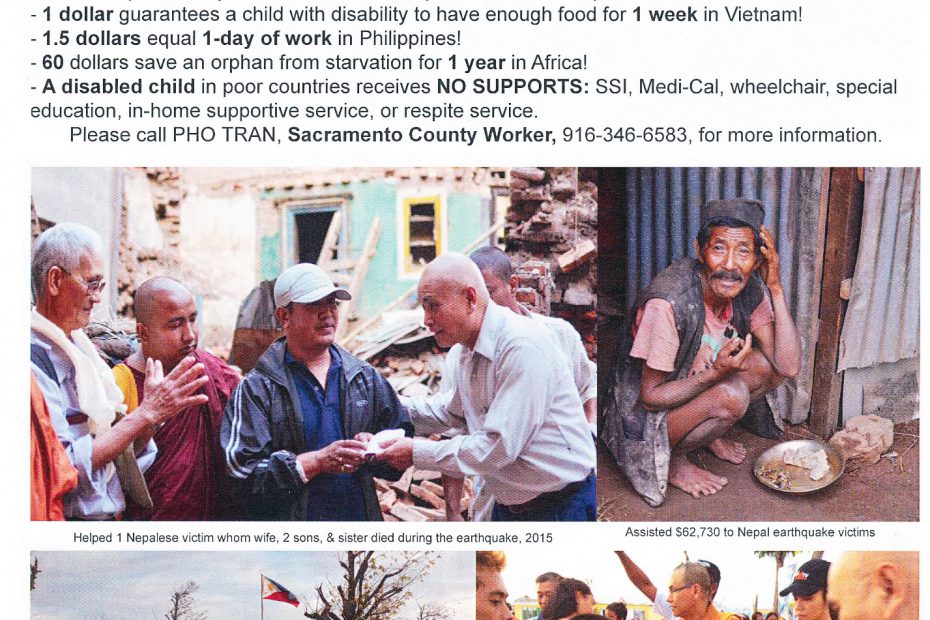 - 1 dollar guarantees a child with disability to have enough food for 1 week in Vietnam!
- 1.5 dollars equal 1-day of work in Philippines!
- 60 dollars save an orphan from starvation for 1 year in Africa!
- A disabled child in poor countries receives NO SUPPORTS: SSI, Medi-Cal, wheelchair, special
education, in-home supportive service, or respite service.
Please call PHO TRAN, Sacramento County Worker, 916-346-6583, for more information.
Helped 1 Nepalese victim whom wife, 2 sons, & sister died during the earthquake, 2015
Assisted $62,730 to Nepal earthquake victims